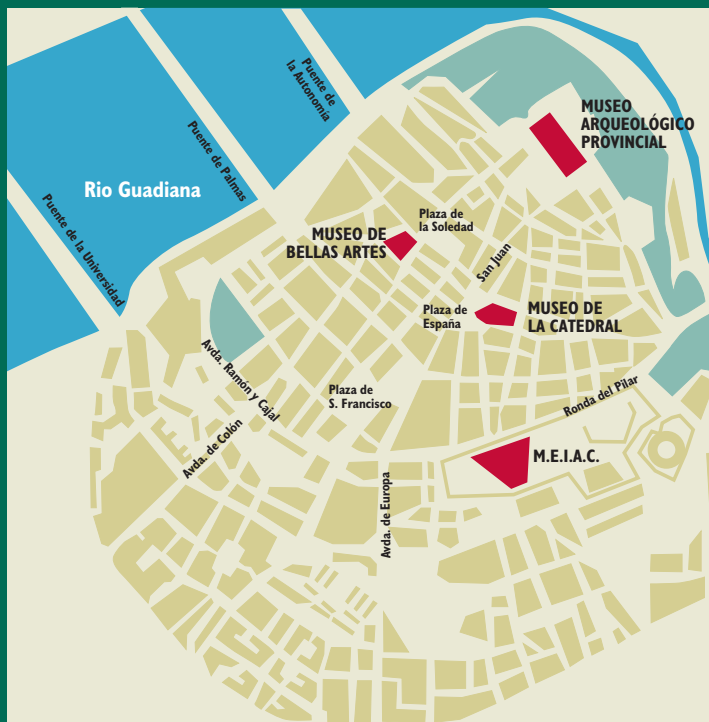 Puente de
la Autonomía
MUSEO
ARQUEOLÓGICO
PROVINCIAL
Puente de Palmas
Rio Guadiana
Puente de la Universidad
Plaza de
la Soledad
MUSEO DE
BELLAS ARTES
San Juan
Plaza de
España
MUSEO DE
LA CATEDRAL
Avda. Ramón y Cajal
Plaza de
S. Francisco
Ronda del Pilar
Avda. de Colón
M.E.I.A.C.
Avda. de Europa